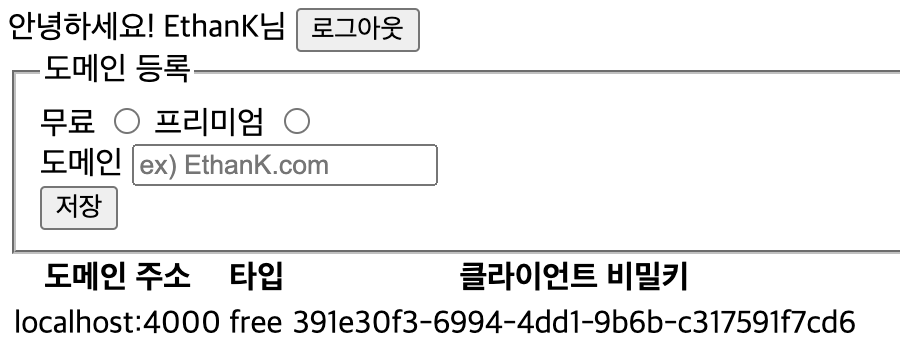 안녕하세요! EthanK님 로그아웃
도메인 등록
무료 프리미엄
도메인 ex) EthanK.com
저장
도메인 주소 타입 클라이언트 비밀키
localhost:4000 free 391e30f3-6994-4dd1-9b6b-c317591f7cd6